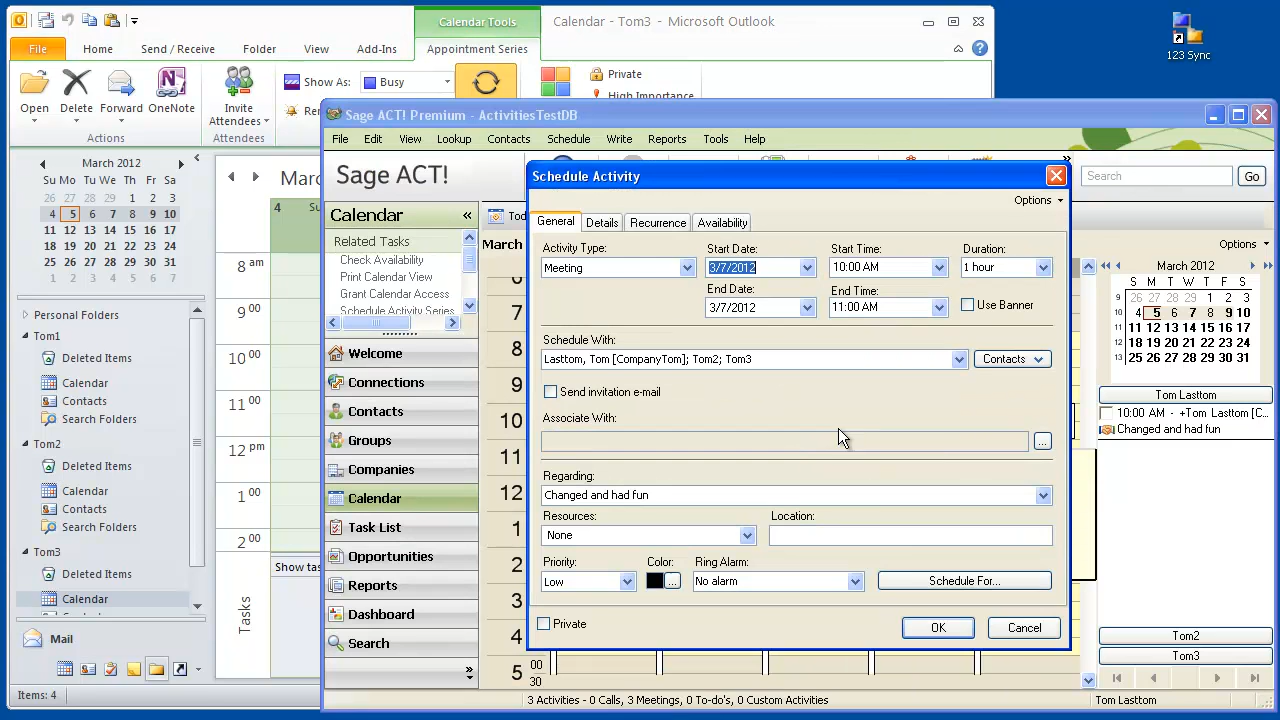 Calendar Tools
Calendar - Tom3 - Microsoft Outlook
File
Home
Send / Receive
Folder
View
Add-Ins
Appointment Series
Open
Delete
Forward
OneNote
Actions
Invite
Attendees
Attendees
Show As:
Busy
Private
High Importance
123 Sync
March 2012
Su Mo Tu We Th Fr Sa
26 27 28 29 1 2 3
4 5 6 7 8 9 10
11 12 13 14 15 16 17
18 19 20 21 22 23 24
25 26 27 28 29 30 31
Personal Folders
Tom1
Deleted Items
Calendar
Contacts
Search Folders
Tom2
Deleted Items
Calendar
Contacts
Search Folders
Tom3
Deleted Items
Calendar
Mail
Items: 4
4
8 am
9 00
10 00
11 00
12 pm
1 00
2 00
Tasks
Sage ACT! Premium - ActivitiesTestDB
File
Edit
View
Lookup
Contacts
Schedule
Write
Reports
Tools
Help
Sage ACT!
Search
Go
Calendar
Related Tasks
Check Availability
Print Calendar View
Grant Calendar Access
Schedule Activity Series
Welcome
Connections
Contacts
Groups
Companies
Calendar
Task List
Opportunities
Reports
Dashboard
Search
March
7
8
9
10
11
12
1
2
3
4
5
00
30
Schedule Activity
Options
General
Details
Recurrence
Availability
Activity Type:
Meeting
Start Date:
3/7/2012
Start Time:
10:00 AM
Duration:
1 hour
End Date:
3/7/2012
End Time:
11:00 AM
Use Banner
Schedule With:
Lasttom, Tom [CompanyTom]; Tom2; Tom3
Contacts
Send invitation e-mail
Associate With:
...
Regarding:
Changed and had fun
Resources:
None
Location:
Priority:
Low
Color:
...
Ring Alarm:
No alarm
Schedule For...
Private
OK
Cancel
Options
March 2012
9 26 27 28 29 1 2 3
10 4 5 6 7 8 9 10
11 11 12 13 14 15 16 17
12 18 19 20 21 22 23 24
13 25 26 27 28 29 30 31
Tom Lasttom
10:00 AM - +Tom Lasttom [C...
Changed and had fun
Tom2
Tom3
3 Activities - 0 Calls, 3 Meetings, 0 To-do's, 0 Custom Activities
Tom Lasttom